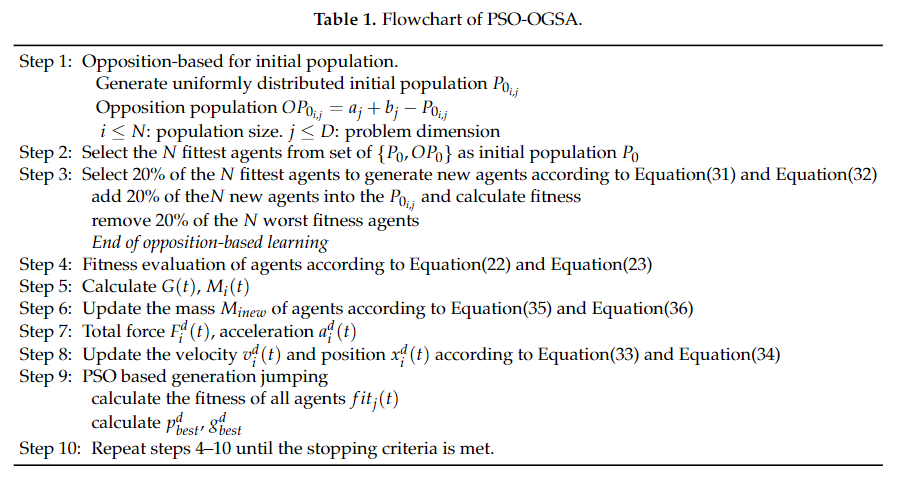 Table 1. Flowchart of PSO-OGSA.
Step 1: Opposition-based for initial population.
Generate uniformly distributed initial population $P_{0_{i,j}}$
Opposition population $OP_{0_{i,j}} = a_j + b_j - P_{0_{i,j}}$
$i \leq N$: population size. $j \leq D$: problem dimension
Step 2: Select the $N$ fittest agents from set of $\{P_0, OP_0\}$ as initial population $P_0$
Step 3: Select 20% of the $N$ fittest agents to generate new agents according to Equation(31) and Equation(32)
add 20% of the$N$ new agents into the $P_{0_{i,j}}$ and calculate fitness
remove 20% of the $N$ worst fitness agents
End of opposition-based learning
Step 4: Fitness evaluation of agents according to Equation(22) and Equation(23)
Step 5: Calculate $G(t)$, $M_i(t)$
Step 6: Update the mass $M_{inew}$ of agents according to Equation(35) and Equation(36)
Step 7: Total force $F_i^d(t)$, acceleration $a_i^d(t)$
Step 8: Update the velocity $v_i^d(t)$ and position $x_i^d(t)$ according to Equation(33) and Equation(34)
Step 9: PSO based generation jumping
calculate the fitness of all agents $fit_j(t)$
calculate $p_{best}^d$, $g_{best}^d$
Step 10: Repeat steps 4–10 until the stopping criteria is met.